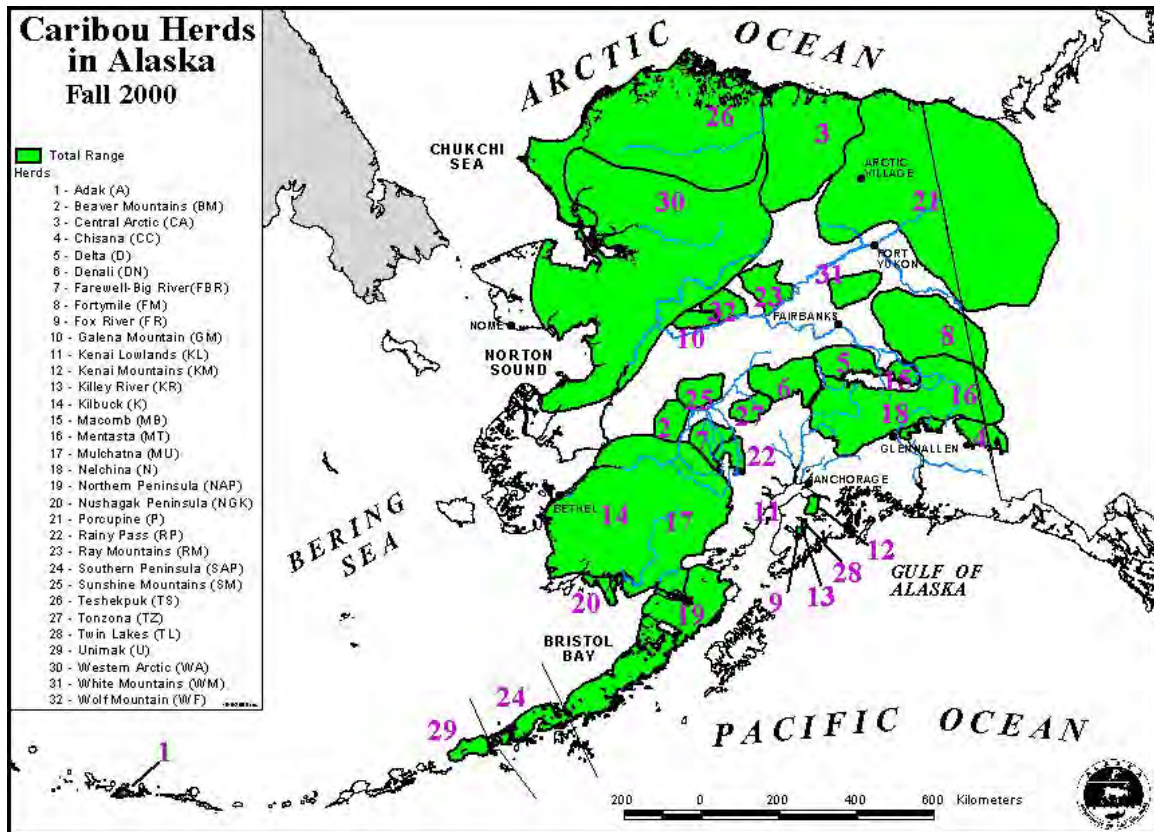 Caribou Herds
in Alaska
Fall 2000
Total Range
Herds
1 - Adak (A)
2 - Beaver Mountains (BM)
3 - Central Arctic (CA)
4 - Chisana (CC)
5 - Delta (D)
6 - Denali (DN)
7 - Farewell-Big River(FBR)
8 - Fortymile (FM)
9 - Fox River (FR)
10 - Galena Mountain (GM)
11 - Kenai Lowlands (KL)
12 - Kenai Mountains (KM)
13 - Killey River (KR)
14 - Kilbuck (K)
15 - Macomb (MB)
16 - Mentasta (MT)
17 - Mulchatna (MU)
18 - Nelchina (N)
19 - Northern Peninsula (NAP)
20 - Nushagak Peninsula (NGK)
21 - Porcupine (P)
22 - Rainy Pass (RP)
23 - Ray Mountains (RM)
24 - Southern Peninsula (SAP)
25 - Sunshine Mountains (SM)
26 - Teshekpuk (TS)
27 - Tonzona (TZ)
28 - Twin Lakes (TL)
29 - Unimak (U)
30 - Western Arctic (WA)
31 - White Mountains (WM)
32 - Wolf Mountain (WF)
ARCTIC OCEAN
26
3
CHUKCHI
SEA
ARCTIC
VILLAGE
30
21
FORT
YUKON
31
23
32
NOME
10
FAIRBANKS
8
NORTON
SOUND
5
15
6
16
25
27
18
2
7
4
GLENNALLEN
22
ANCHORAGE
BETHEL
14
17
11
12
BERING
SEA
28
GULF OF
ALASKA
13
9
20
19
BRISTOL
BAY
24
29
PACIFIC OCEAN
1
200 0 200 400 600 Kilometers